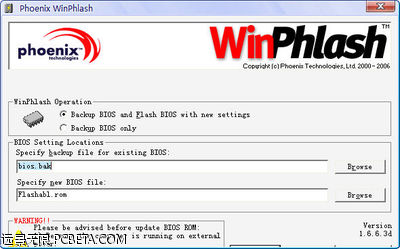 Phoenix WinPhlash
phoenix
technologies
WinPhlash™
Copyright (c) Phoenix Technologies, Ltd. 2000 - 2006
WinPhlash Operation
Backup BIOS and Flash BIOS with new settings
Backup BIOS only
BIOS Setting Locations
Specify backup file for existing BIOS:
bios.bak
Browse
Specify new BIOS file:
Flashabl.rom
Browse
WARNING!!
Please be advised before update BIOS ROM:
Version
1.6.6.3d
is running on external
PCBETA.COM